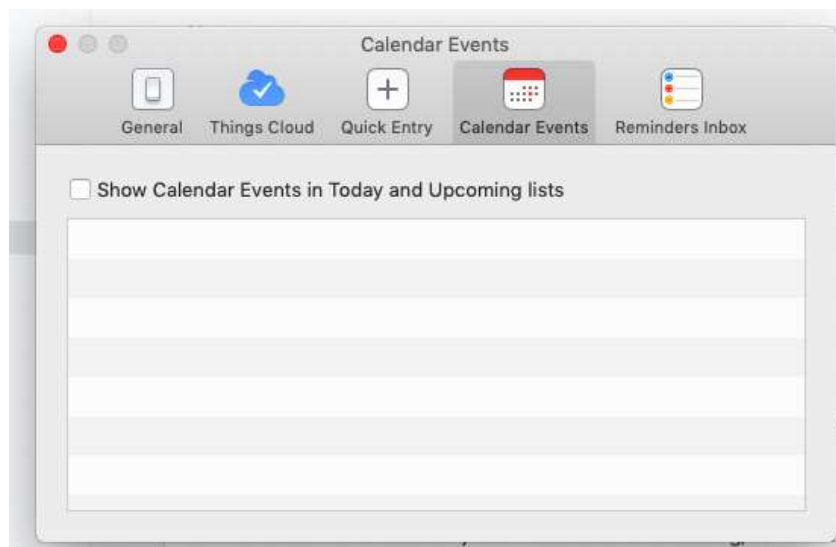 Calendar Events
General
Things Cloud
Quick Entry
Calendar Events
Reminders Inbox
Show Calendar Events in Today and Upcoming lists